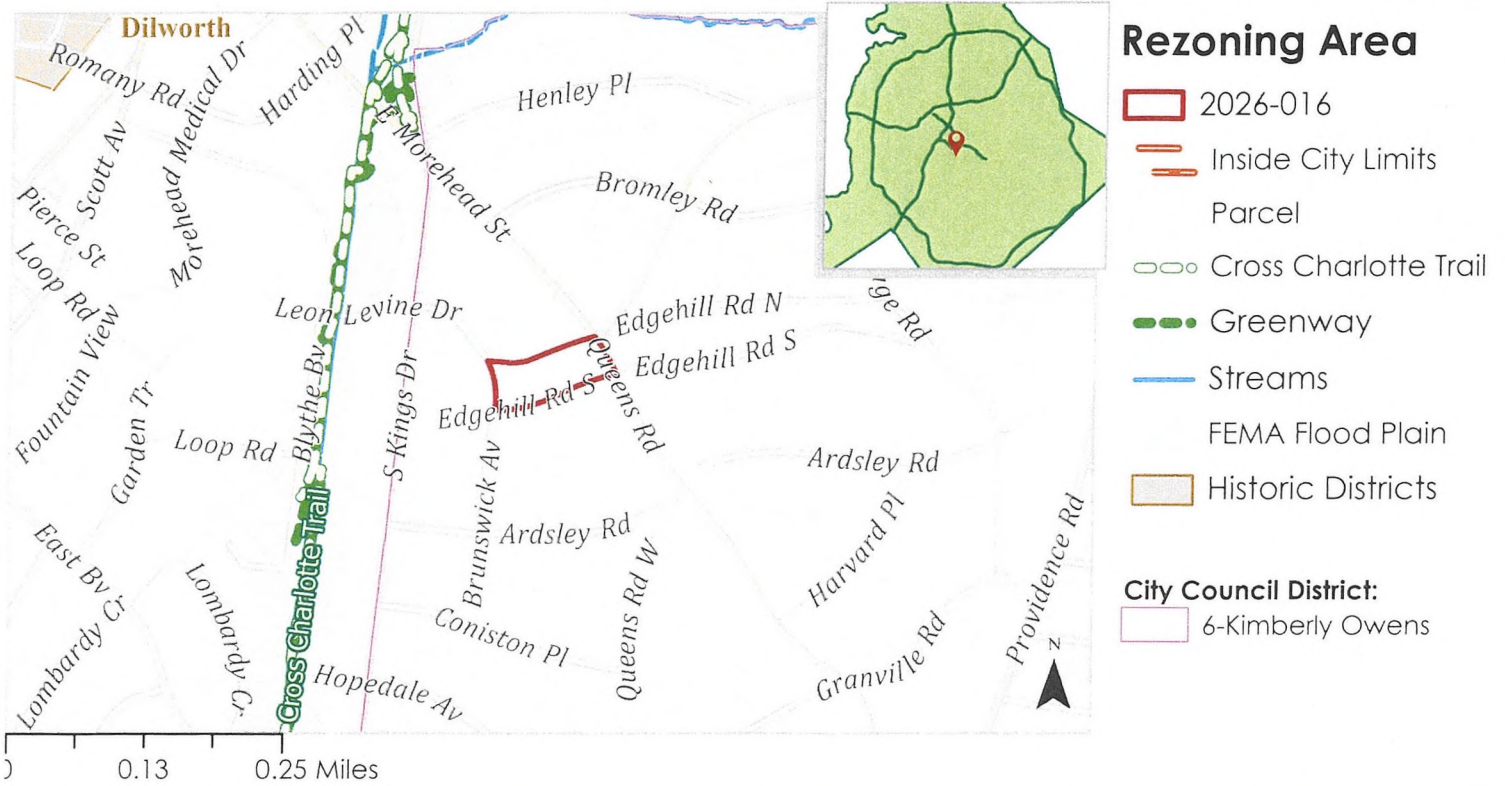 Dilworth
Romany Rd
Scott Av
Pierce St
Loop Rd
Morehead Medical Dr
Harding Pl
Henley Pl
E Morehead St
Bromley Rd
Leon Levine Dr
Edgehill Rd N
Edgehill Rd S
Queens Rd
Edgehill Rd S
ge Rd
Fountain View
Garden Tr
Loop Rd
Blythe Bv
S Kings Dr
Brunswick Av
Ardsley Rd
Ardsley Rd
Harvard Pl
Providence Rd
East Bv
Lombardy Cr
Lombardy Cr
Cross Charlotte Trail
Coniston Pl
Queens Rd W
Hopedale Av
Granville Rd
N
0 0.13 0.25 Miles
Rezoning Area
2026-016
Inside City Limits
Parcel
Cross Charlotte Trail
Greenway
Streams
FEMA Flood Plain
Historic Districts
City Council District:
6-Kimberly Owens